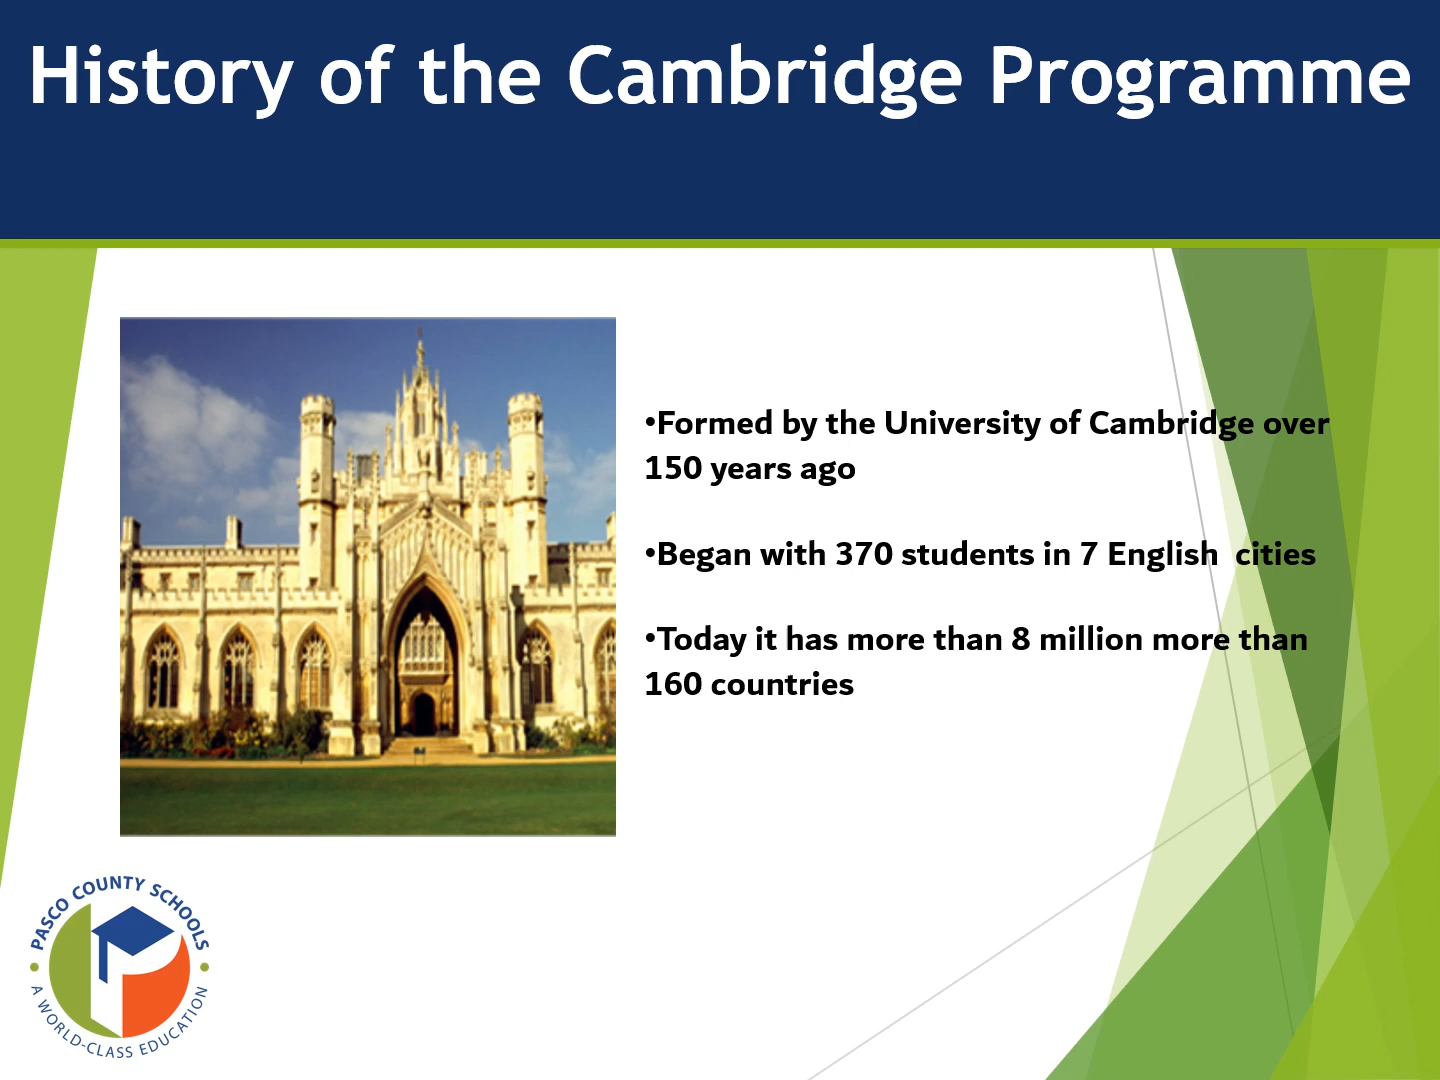 History of the Cambridge Programme
•Formed by the University of Cambridge over
150 years ago
•Began with 370 students in 7 English  cities
•Today it has more than 8 million more than
160 countries
PASCO COUNTY SCHOOLS
A WORLD-CLASS EDUCATION